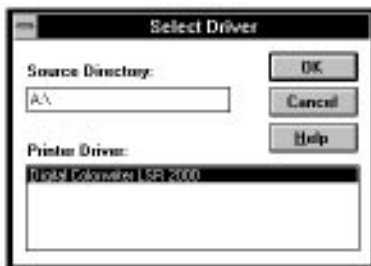 Select Driver
Source Directory:
OK
A:\
Cancel
Help
Printer Driver:
Digital Colorwriter LSR 2000